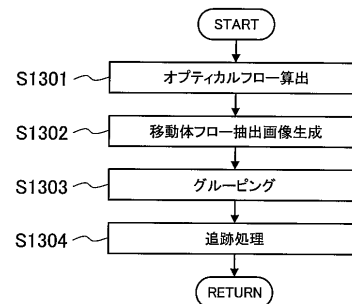 START
S1301 オプティカルフロー算出
S1302 移動体フロー抽出画像生成
S1303 グルーピング
S1304 追跡処理
RETURN